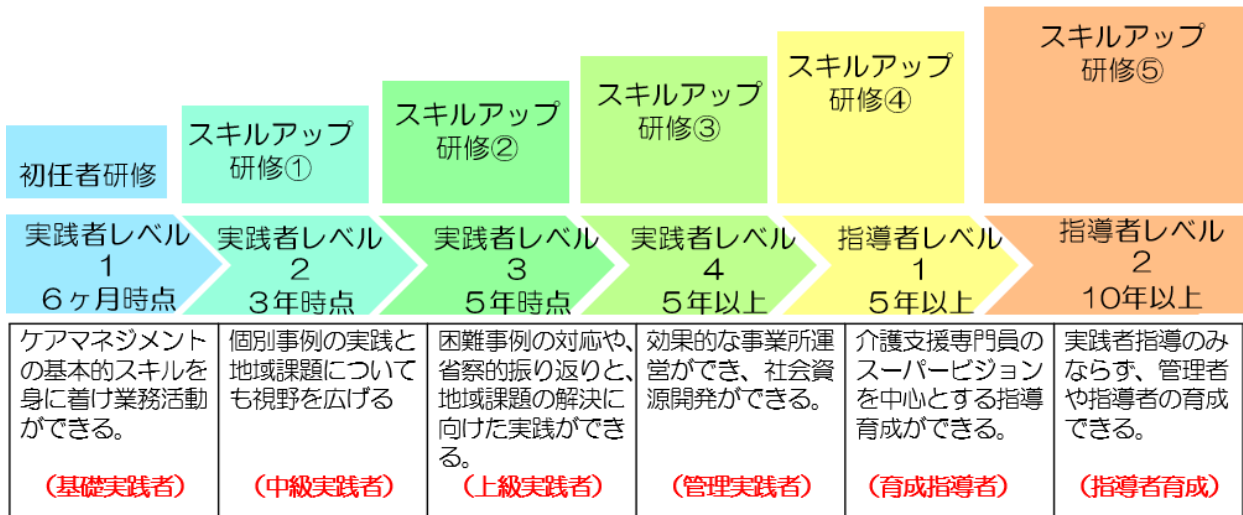 初任者研修
スキルアップ
研修①
スキルアップ
研修②
スキルアップ
研修③
スキルアップ
研修④
スキルアップ
研修⑤
実践者レベル
1
6ヶ月時点
実践者レベル
2
3年時点
実践者レベル
3
5年時点
実践者レベル
4
5年以上
指導者レベル
1
5年以上
指導者レベル
2
10年以上
ケアマネジメント
の基本的スキルを
身に着け業務活動
ができる。
(基礎実践者)
個別事例の実践と
地域課題について
も視野を広げる
(中級実践者)
困難事例の対応や、
省察的振り返りと、
地域課題の解決に
向けた実践ができ
る。
(上級実践者)
効果的な事業所運
営ができ、社会資
源開発ができる。
(管理実践者)
介護支援専門員の
スーパービジョン
を中心とする指導
育成ができる。
(育成指導者)
実践者指導のみ
ならず、管理者
や指導者の育成
できる。
(指導者育成)